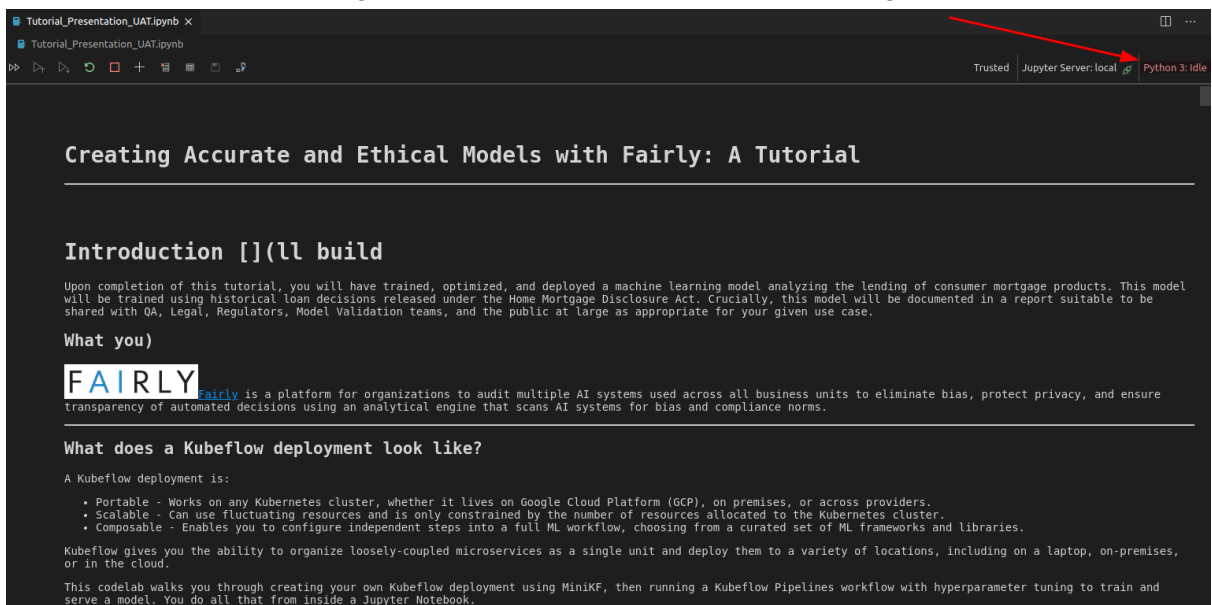 Tutorial_Presentation_UAT.ipynb
Tutorial_Presentation_UAT.ipynb
Trusted Jupyter Server: local Python 3: Idle
Creating Accurate and Ethical Models with Fairly: A Tutorial
Introduction [](ll build
Upon completion of this tutorial, you will have trained, optimized, and deployed a machine learning model analyzing the lending of consumer mortgage products. This model
will be trained using historical loan decisions released under the Home Mortgage Disclosure Act. Crucially, this model will be documented in a report suitable to be
shared with QA, Legal, Regulators, Model Validation teams, and the public at large as appropriate for your given use case.
What you)
FAIRLY
Fairly is a platform for organizations to audit multiple AI systems used across all business units to eliminate bias, protect privacy, and ensure
transparency of automated decisions using an analytical engine that scans AI systems for bias and compliance norms.
What does a Kubeflow deployment look like?
A Kubeflow deployment is:
• Portable - Works on any Kubernetes cluster, whether it lives on Google Cloud Platform (GCP), on premises, or across providers.
• Scalable - Can use fluctuating resources and is only constrained by the number of resources allocated to the Kubernetes cluster.
• Composable - Enables you to configure independent steps into a full ML workflow, choosing from a curated set of ML frameworks and libraries.
Kubeflow gives you the ability to organize loosely-coupled microservices as a single unit and deploy them to a variety of locations, including on a laptop, on-premises,
or in the cloud.
This codelab walks you through creating your own Kubeflow deployment using MiniKF, then running a Kubeflow Pipelines workflow with hyperparameter tuning to train and
serve a model. You do all that from inside a Jupyter Notebook.